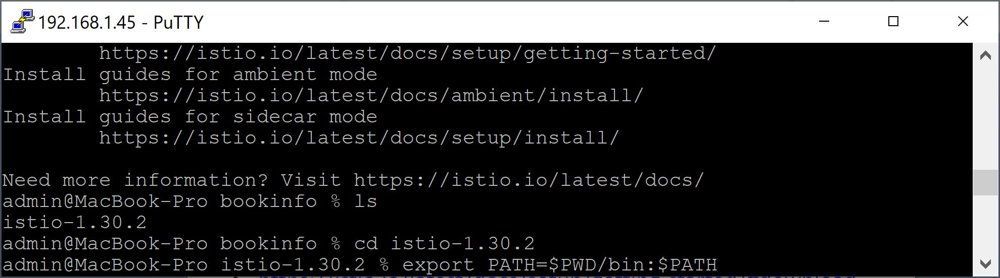 192.168.1.45 - PuTTY
https://istio.io/latest/docs/setup/getting-started/
Install guides for ambient mode
https://istio.io/latest/docs/ambient/install/
Install guides for sidecar mode
https://istio.io/latest/docs/setup/install/
Need more information? Visit https://istio.io/latest/docs/
admin@MacBook-Pro bookinfo % ls
istio-1.30.2
admin@MacBook-Pro bookinfo % cd istio-1.30.2
admin@MacBook-Pro istio-1.30.2 % export PATH=$PWD/bin:$PATH